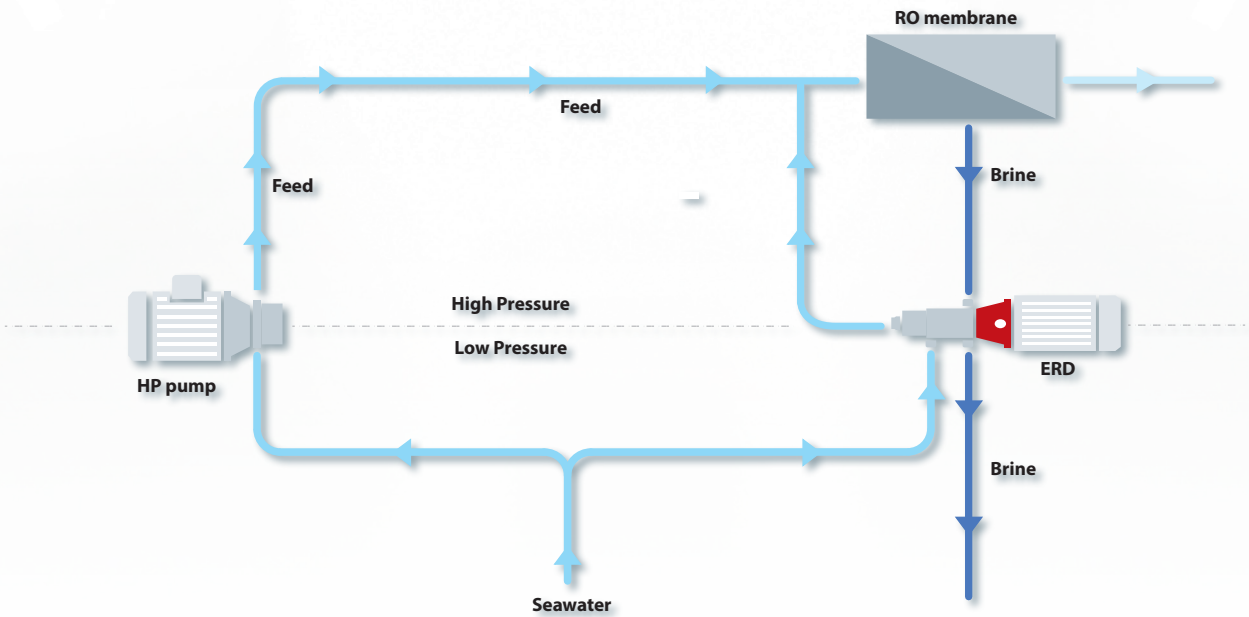 RO membrane
Feed
Feed
Brine
High Pressure
Low Pressure
HP pump
ERD
Brine
Seawater